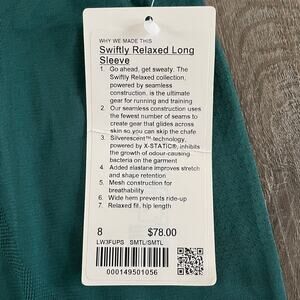 WHY WE MADE THIS
Swiftly Relaxed Long
Sleeve
1. Go ahead, get sweaty. The
Swiftly Relaxed collection,
powered by seamless
construction, is the ultimate
gear for running and training
2. Our seamless construction uses
the fewest number of seams to
create gear that glides across
skin so you can skip the chafe
3. Silverescent™ technology,
powered by X-STATIC®, inhibits
the growth of odour-causing
bacteria on the garment
4. Added elastane improves stretch
and shape retention
5. Mesh construction for
breathability
6. Wide hem prevents ride-up
7. Relaxed fit, hip length
8 $78.00
LW3FUPS SMTL/SMTL
000149501056